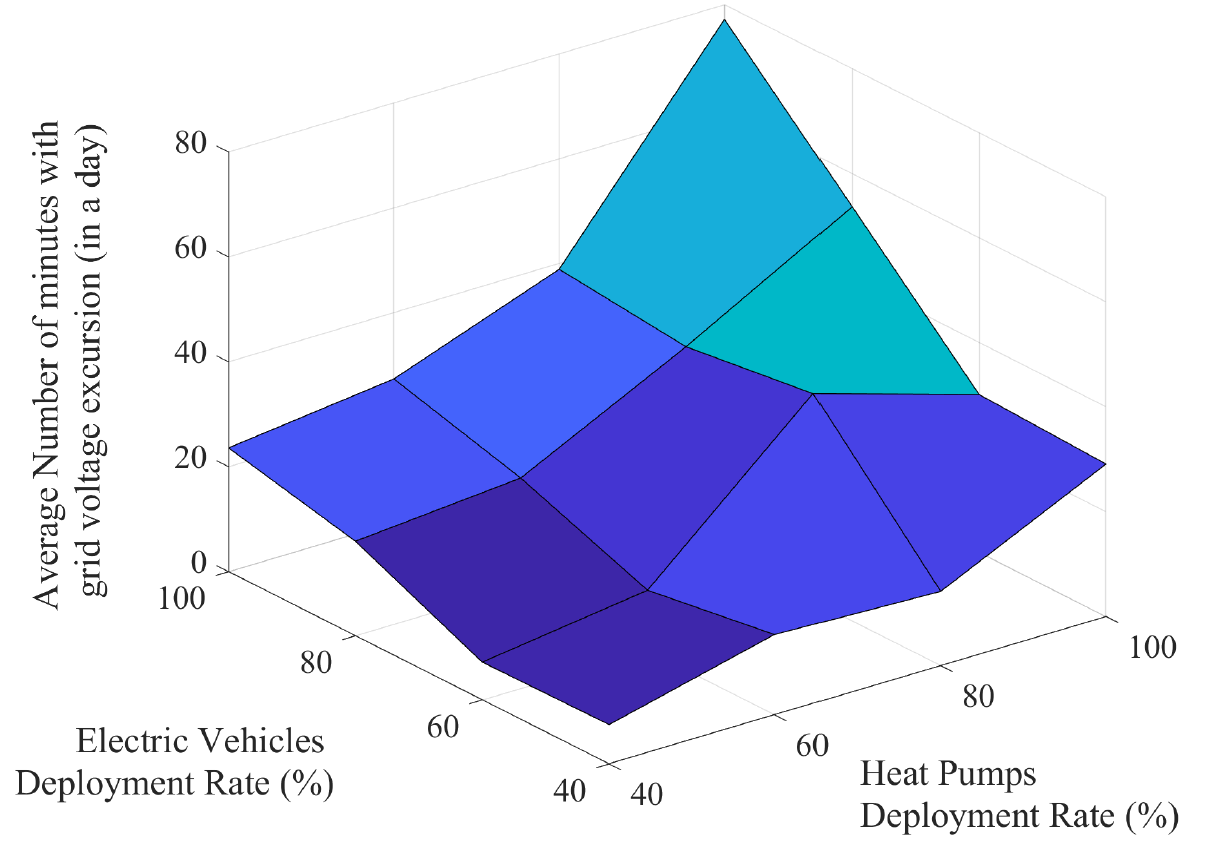 Average Number of minutes with
grid voltage excursion (in a day)
80
60
40
20
0
100
80
60
40
Electric Vehicles
Deployment Rate (%)
40
60
80
100
Heat Pumps
Deployment Rate (%)